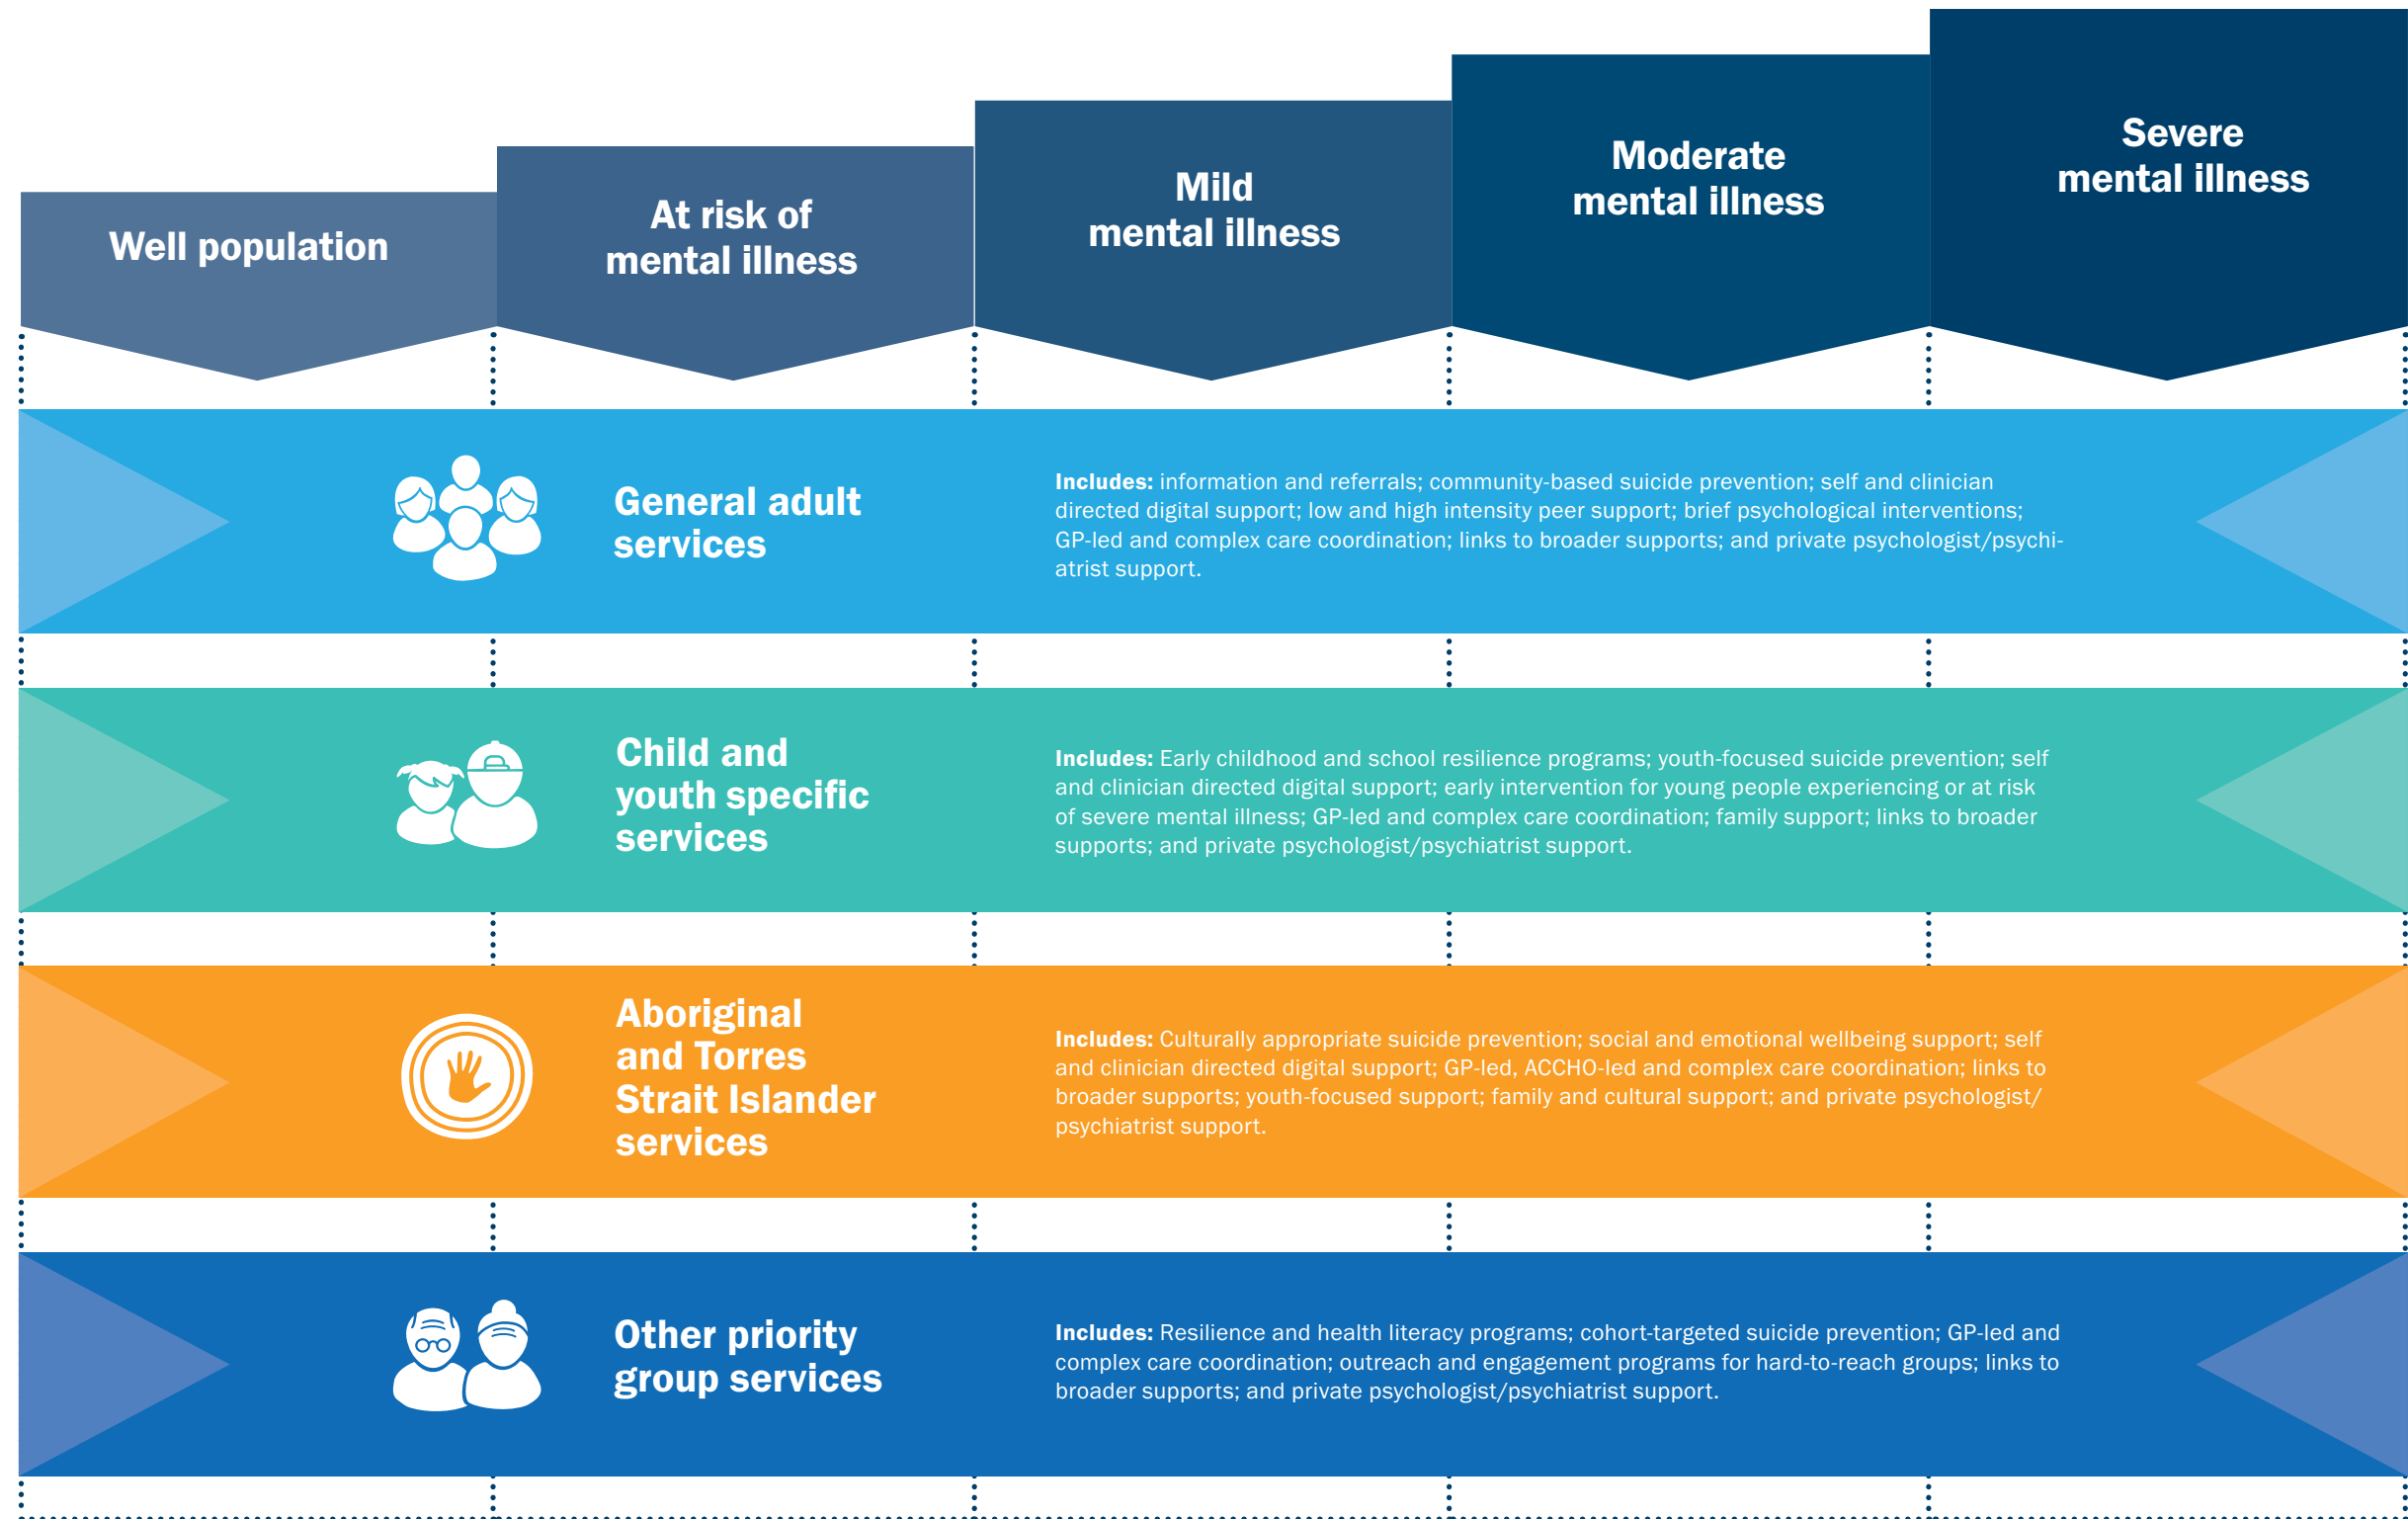 Well population
At risk of
mental illness
Mild
mental illness
Moderate
mental illness
Severe
mental illness
General adult
services
Includes: information and referrals; community-based suicide prevention; self and clinician
directed digital support; low and high intensity peer support; brief psychological interventions;
GP-led and complex care coordination; links to broader supports; and private psychologist/psychi-
atrist support.
Child and
youth specific
services
Includes: Early childhood and school resilience programs; youth-focused suicide prevention; self
and clinician directed digital support; early intervention for young people experiencing or at risk
of severe mental illness; GP-led and complex care coordination; family support; links to broader
supports; and private psychologist/psychiatrist support.
Aboriginal
and Torres
Strait Islander
services
Includes: Culturally appropriate suicide prevention; social and emotional wellbeing support; self
and clinician directed digital support; GP-led, ACCHO-led and complex care coordination; links to
broader supports; youth-focused support; family and cultural support; and private psychologist/
psychiatrist support.
Other priority
group services
Includes: Resilience and health literacy programs; cohort-targeted suicide prevention; GP-led and
complex care coordination; outreach and engagement programs for hard-to-reach groups; links to
broader supports; and private psychologist/psychiatrist support.